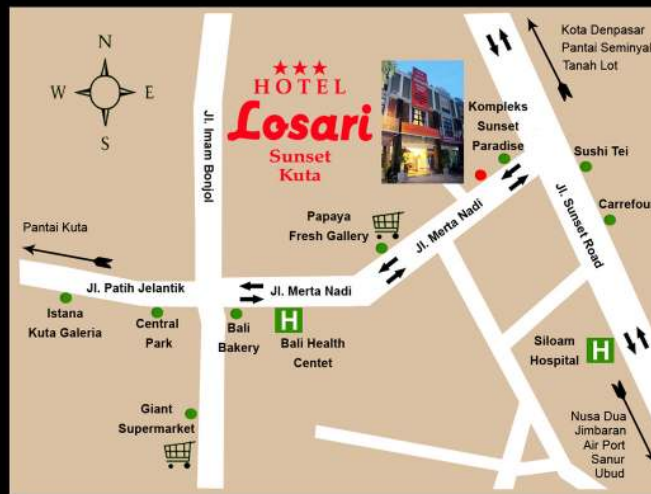 N
W E
S
★★★
HOTEL
Losari
Sunset
Kuta
Jl. Imam Bonjol
Kota Denpasar
Pantai Seminyak
Tanah Lot
Kompleks
Sunset
Paradise
Sushi Tei
Carrefour
Jl. Sunset Road
Papaya
Fresh Gallery
Jl. Merta Nadi
Pantai Kuta
Jl. Patih Jelantik
Jl. Merta Nadi
Istana
Kuta Galeria
Central
Park
Bali
Bakery
H
Bali Health
Centet
Siloam
Hospital
H
Giant
Supermarket
Nusa Dua
Jimbaran
Air Port
Sanur
Ubud